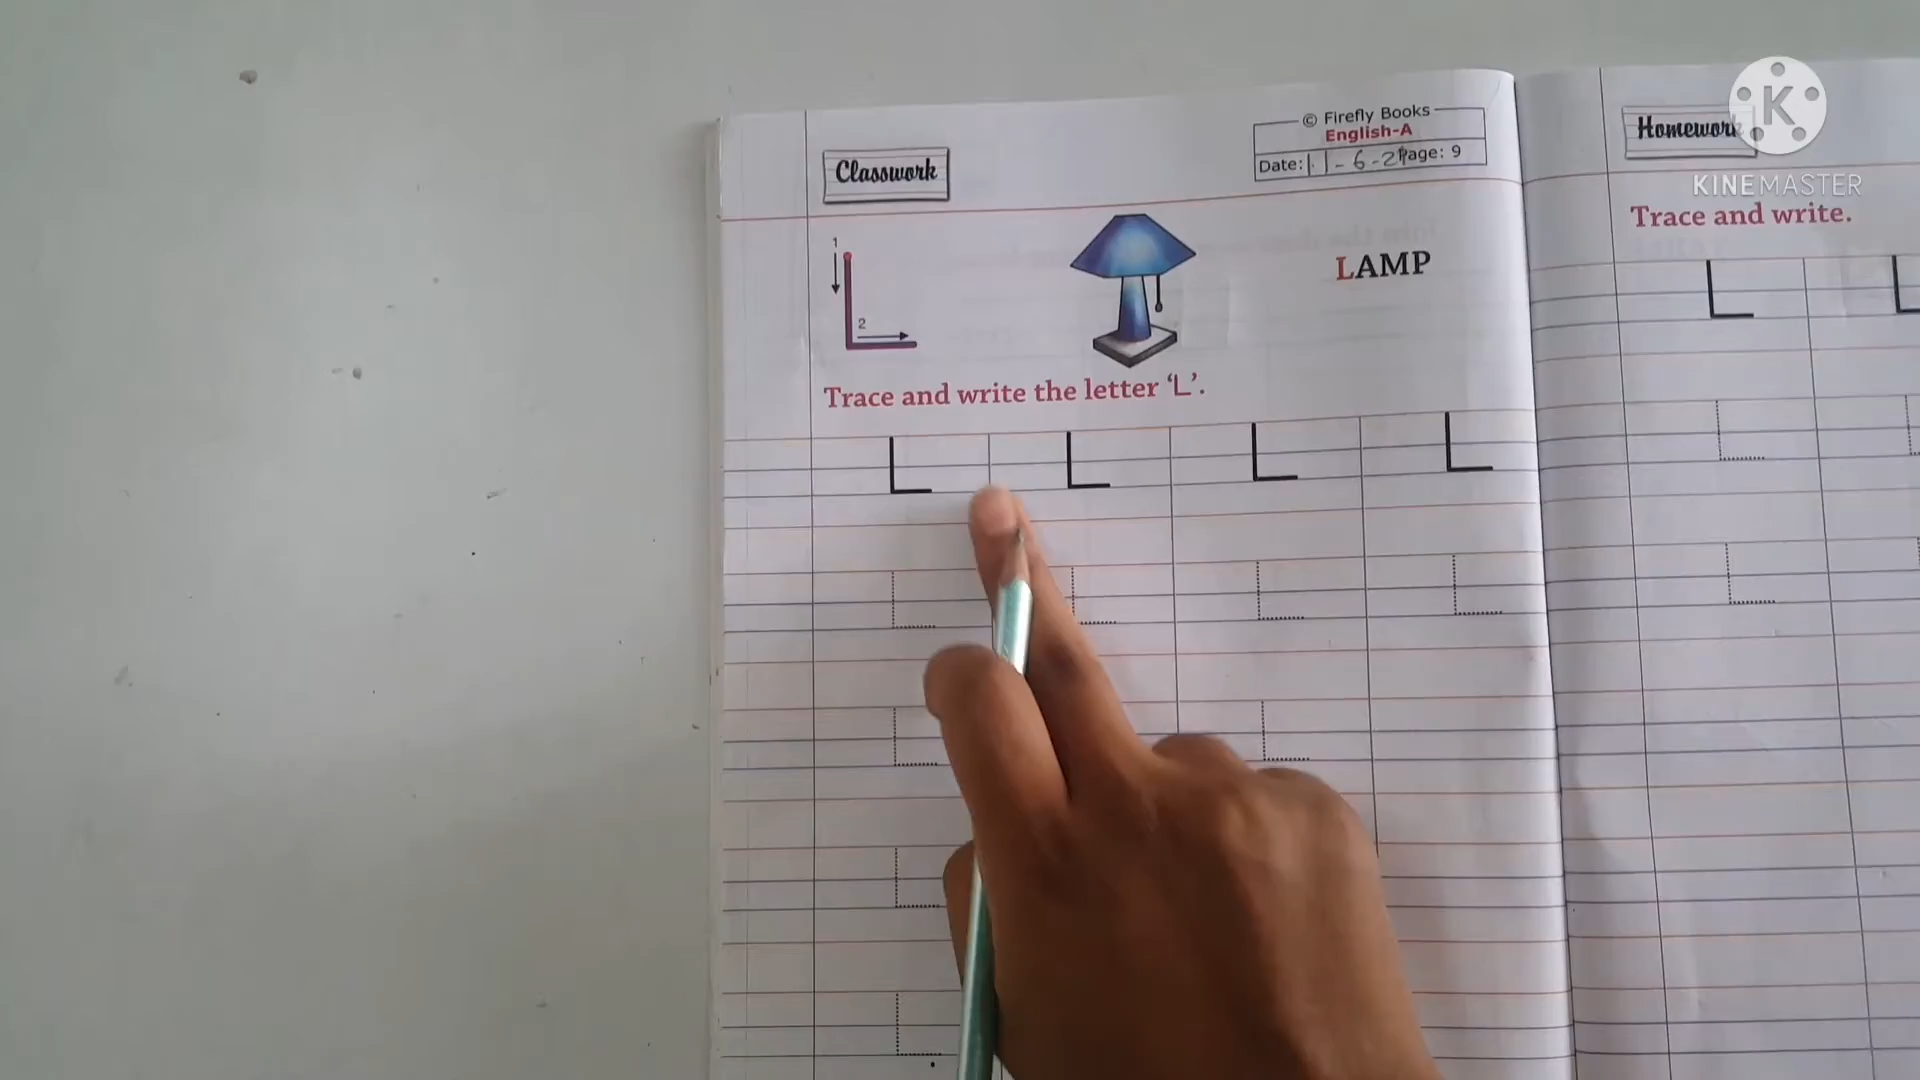 Classwork
© Firefly Books
English-A
Date: 11-6-21 Page: 9
1
2
LAMP
Trace and write the letter ‘L’.
L L L L
L L L L
L L
L
L
Homework
Trace and write.
L L
L L
L
K
KINEMASTER